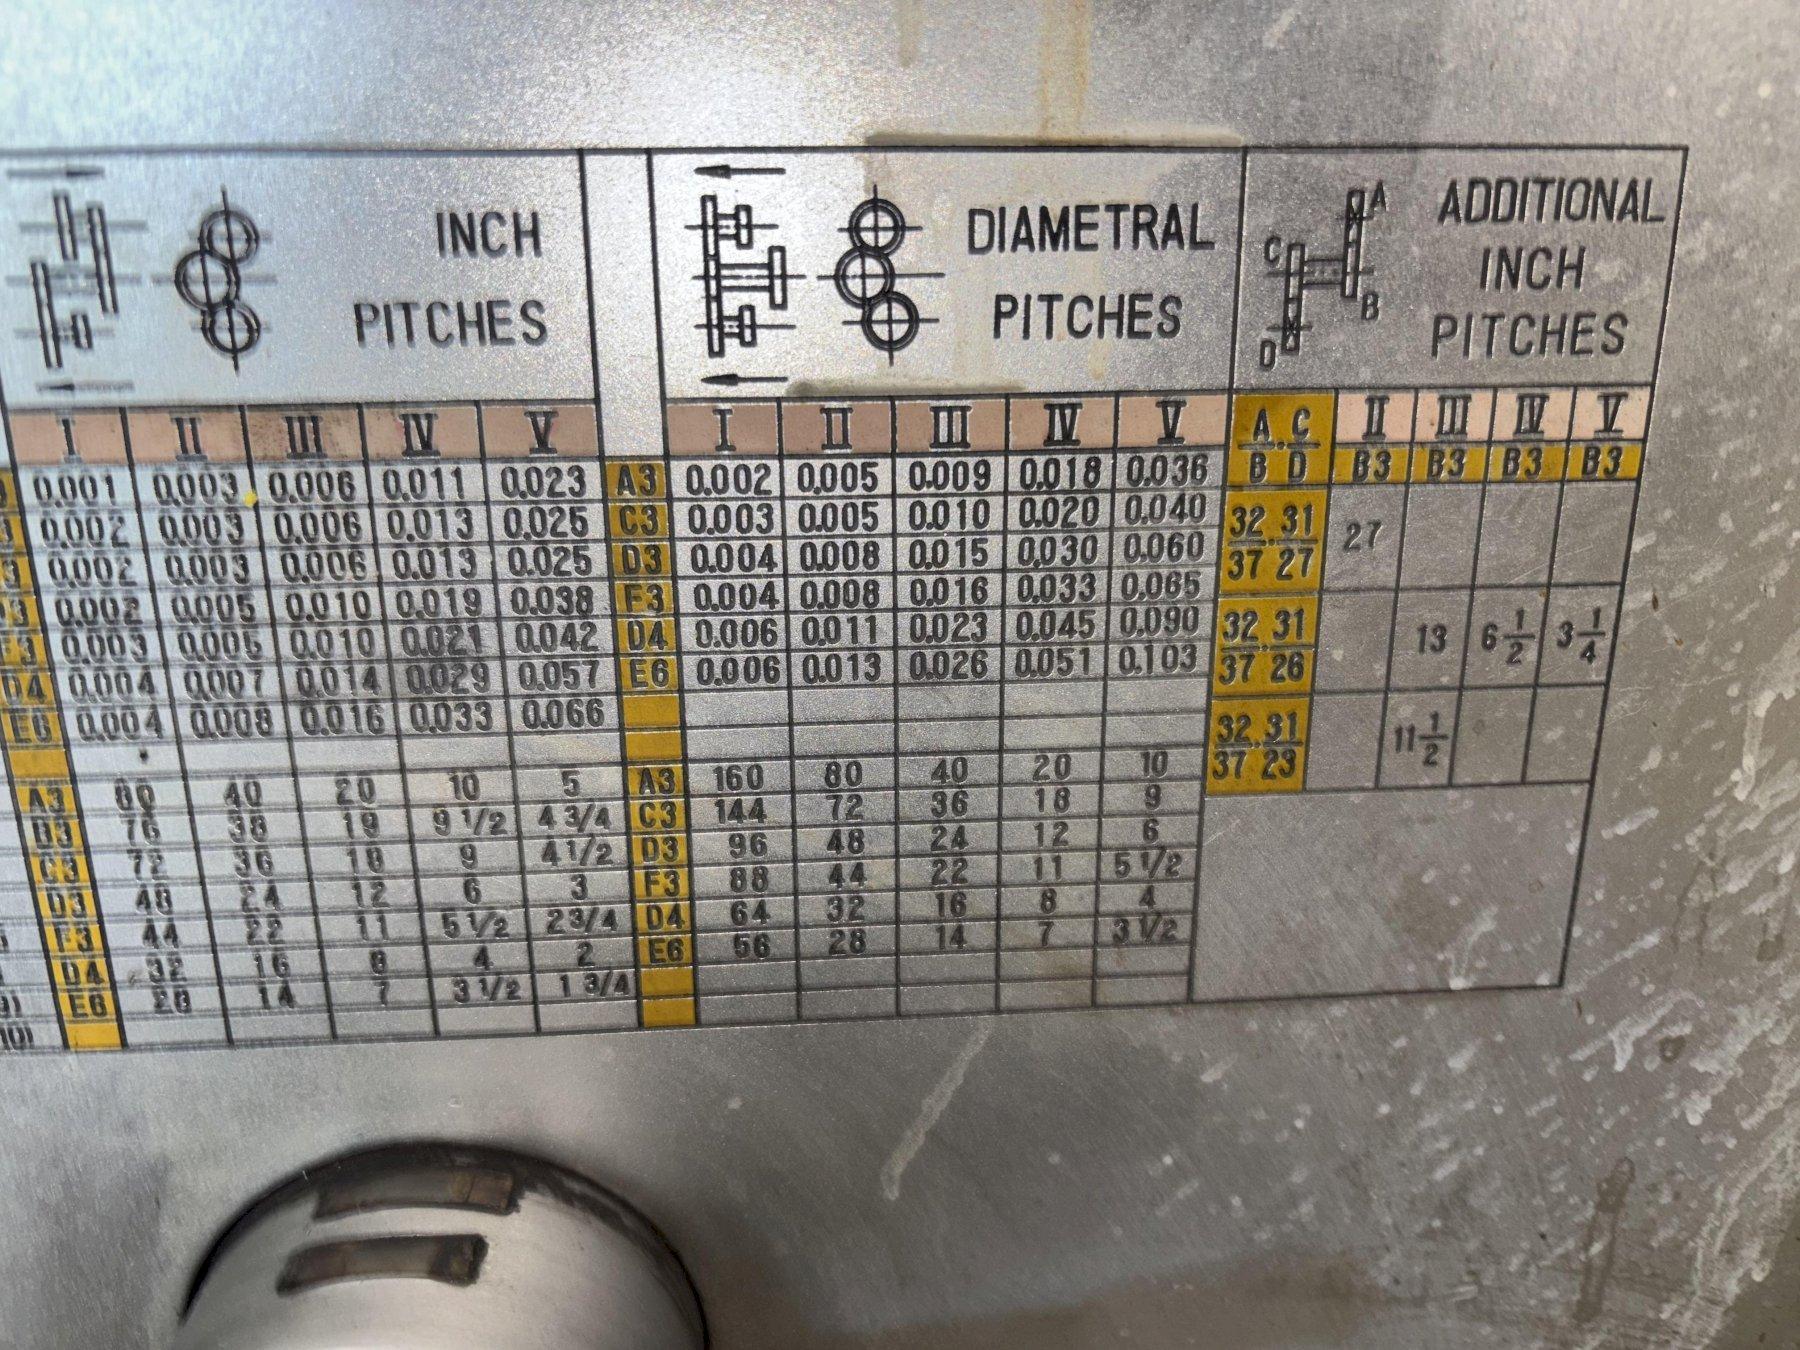 INCH
PITCHES
DIAMETRAL
PITCHES
A
C
B
D
ADDITIONAL
INCH
PITCHES
I II III IV V
I II III IV V
A C II III IV V
B D B3 B3 B3 B3
0.001 0.003 0.006 0.011 0.023 A3 0.002 0.005 0.009 0.018 0.036
0.002 0.003 0.006 0.013 0.025 C3 0.003 0.005 0.010 0.020 0.040
0.002 0.003 0.006 0.013 0.025 D3 0.004 0.008 0.015 0.030 0.060
0.002 0.005 0.010 0.019 0.038 F3 0.004 0.008 0.016 0.033 0.065
0.003 0.005 0.010 0.021 0.042 D4 0.006 0.011 0.023 0.045 0.090
D4 0.004 0.007 0.014 0.029 0.057 E6 0.006 0.013 0.026 0.051 0.103
E6 0.004 0.008 0.016 0.033 0.066
32 . 31 27
37 27
32 . 31 13 6 1/2 3 1/4
37 26
32 . 31 11 1/2
37 23
A3 80 40 20 10 5 A3 160 80 40 20 10
B3 76 38 19 9 1/2 4 3/4 C3 144 72 36 18 9
C3 72 36 18 9 4 1/2 D3 96 48 24 12 6
D3 48 24 12 6 3 F3 88 44 22 11 5 1/2
F3 44 22 11 5 1/2 2 3/4 D4 64 32 16 8 4
D4 32 16 8 4 2 E6 56 28 14 7 3 1/2
E6 28 14 7 3 1/2 1 3/4